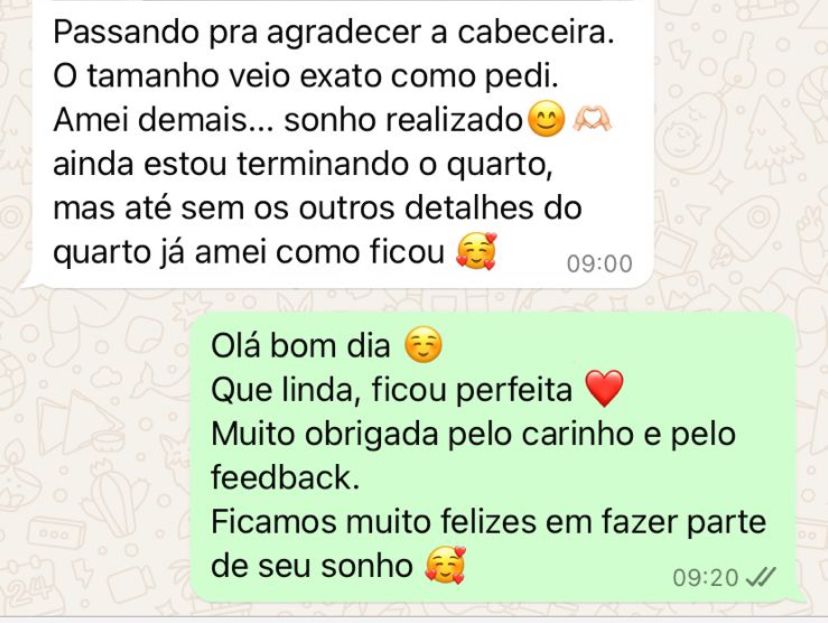 Passando pra agradecer a cabeceira.
O tamanho veio exato como pedi.
Amei demais... sonho realizado😊 🫶🏻
ainda estou terminando o quarto,
mas até sem os outros detalhes do
quarto já amei como ficou 🥰
09:00
Olá bom dia ☺️
Que linda, ficou perfeita ❤️
Muito obrigada pelo carinho e pelo
feedback.
Ficamos muito felizes em fazer parte
de seu sonho 🥰
09:20